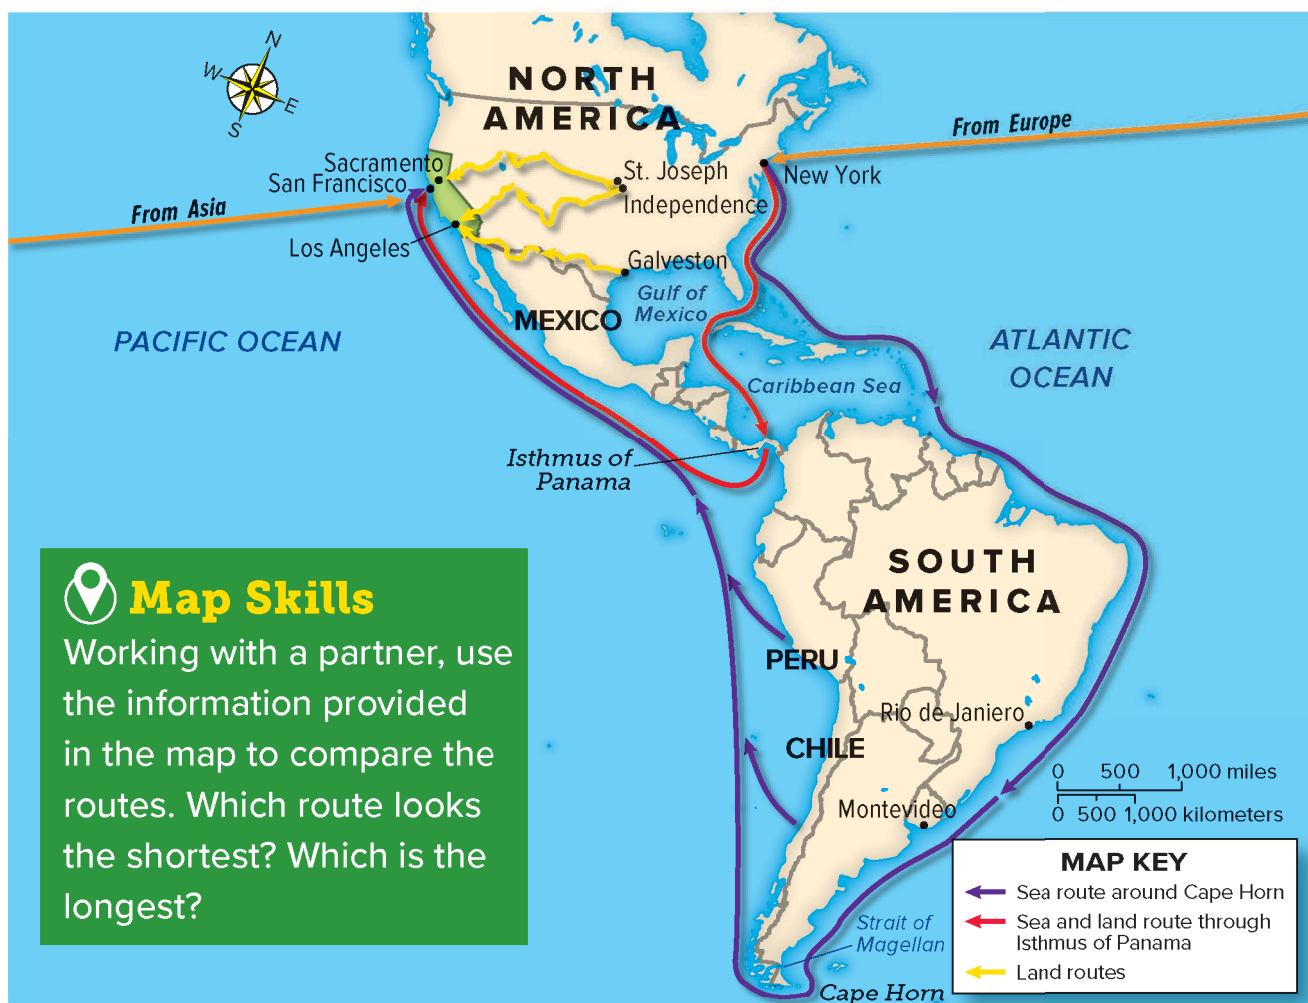 N
W
E
S
NORTH
AMERICA
From Europe
Sacramento
San Francisco
St. Joseph
New York
Independence
From Asia
Los Angeles
Galveston
Gulf of
Mexico
MEXICO
PACIFIC OCEAN
ATLANTIC
OCEAN
Caribbean Sea
Isthmus of
Panama
SOUTH
AMERICA
PERU
Rio de Janiero
CHILE
Montevideo
0 500 1,000 miles
0 500 1,000 kilometers
Strait of
Magellan
Cape Horn
Map Skills
Working with a partner, use
the information provided
in the map to compare the
routes. Which route looks
the shortest? Which is the
longest?
MAP KEY
Sea route around Cape Horn
Sea and land route through
Isthmus of Panama
Land routes